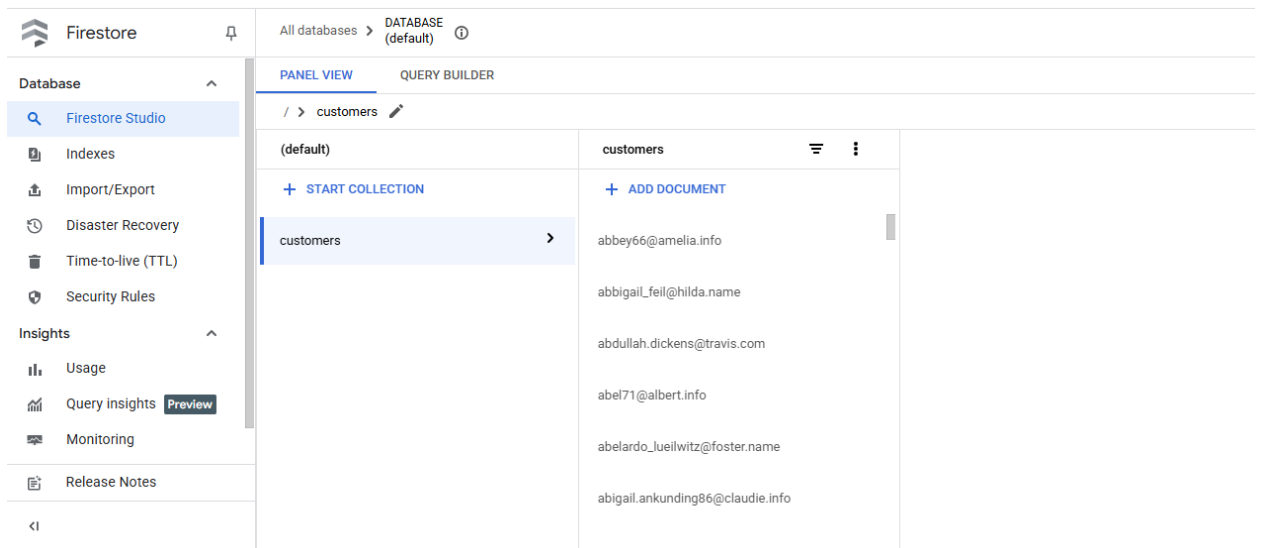 Firestore
All databases
DATABASE
(default)
Database
PANEL VIEW
QUERY BUILDER
Firestore Studio
/ customers
Indexes
(default)
customers
Import/Export
START COLLECTION
ADD DOCUMENT
Disaster Recovery
customers
abbey66@amelia.info
Time-to-live (TTL)
Security Rules
abbigail_feil@hilda.name
Insights
abdullah.dickens@travis.com
Usage
abel71@albert.info
Query insights Preview
Monitoring
abelardo_lueilwitz@foster.name
Release Notes
abigail.ankunding86@claudie.info